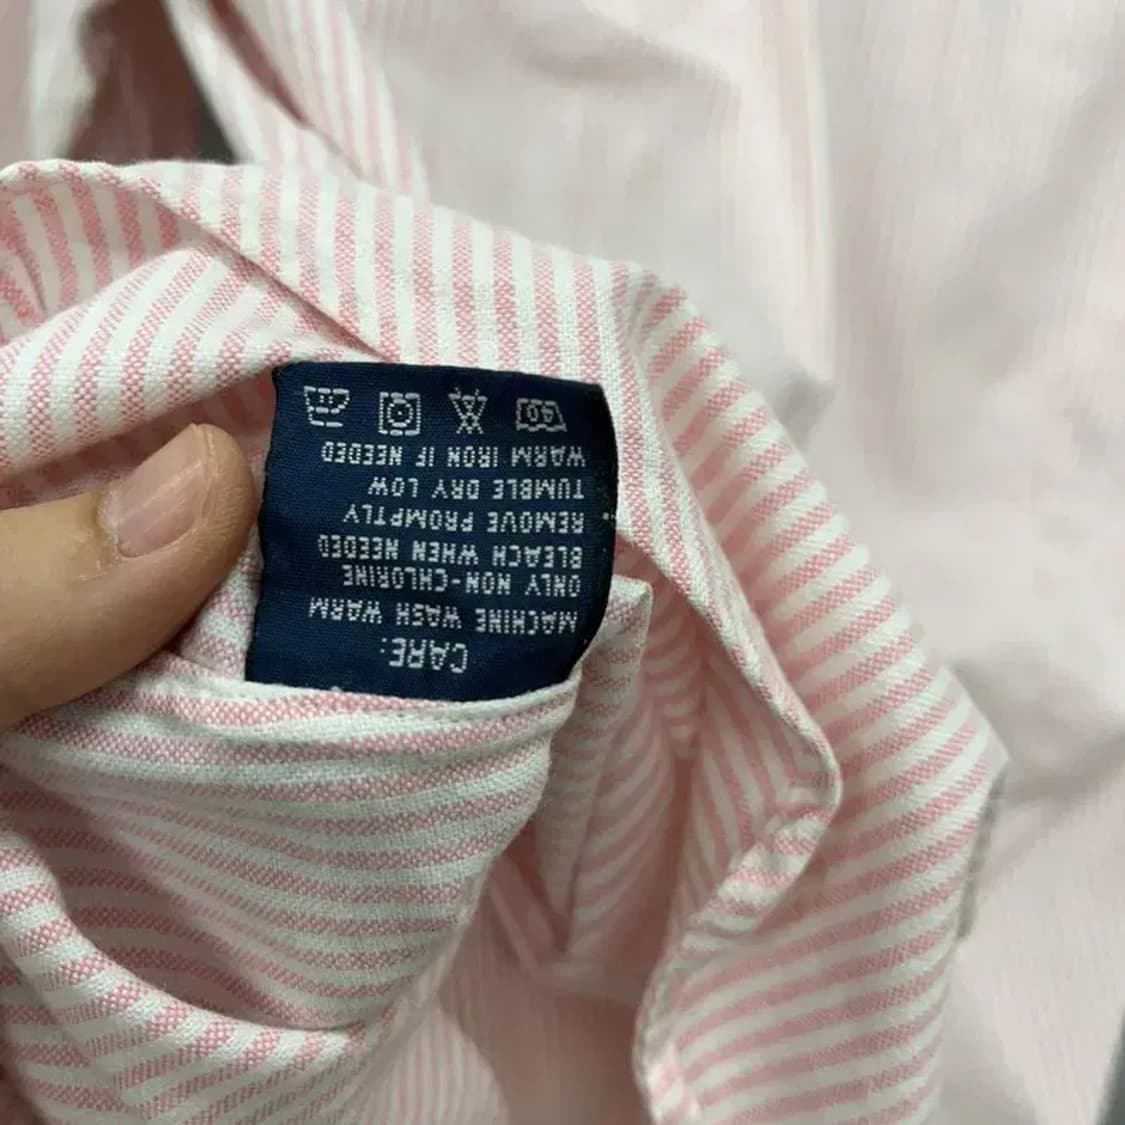 CARE:
MACHINE WASH WARM
ONLY NON-CHLORINE
BLEACH WHEN NEEDED
REMOVE PROMPTLY
TUMBLE DRY LOW
WARM IRON IF NEEDED
40